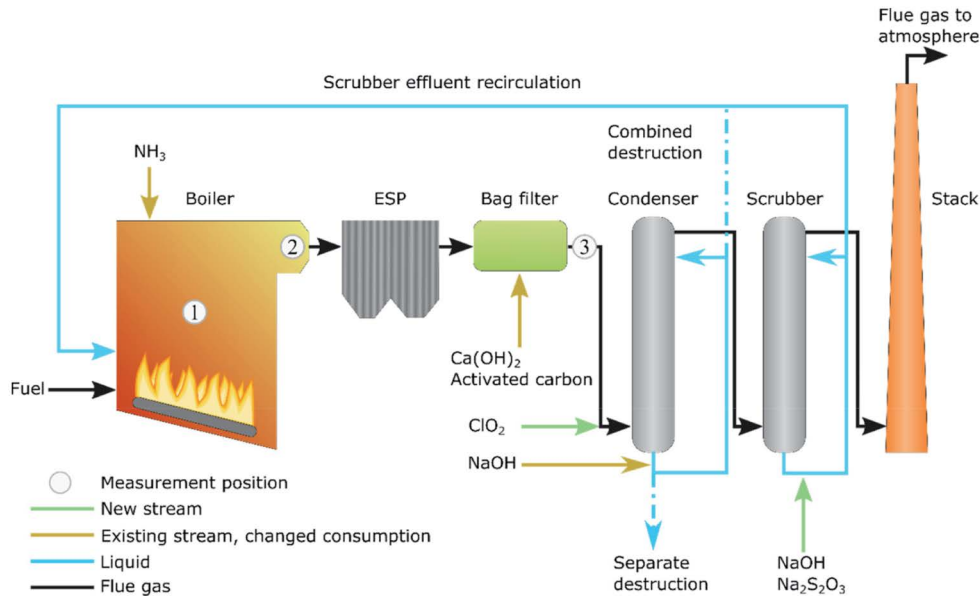 Flue gas to
atmosphere
Scrubber effluent recirculation
Combined
destruction
NH₃
Boiler
ESP
Bag filter
Condenser
Scrubber
Stack
2
3
1
Ca(OH)₂
Activated carbon
Fuel
ClO₂
NaOH
Measurement position
New stream
Existing stream, changed consumption
Liquid
Flue gas
Separate
destruction
NaOH
Na₂S₂O₃